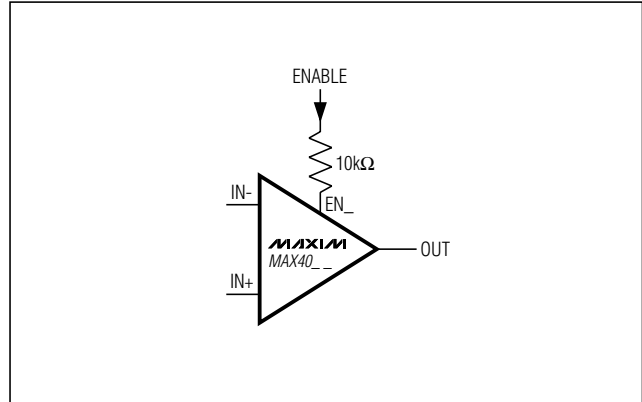 ENABLE
10kΩ
IN-
EN_
MAXIM
MAX40_ _
OUT
IN+